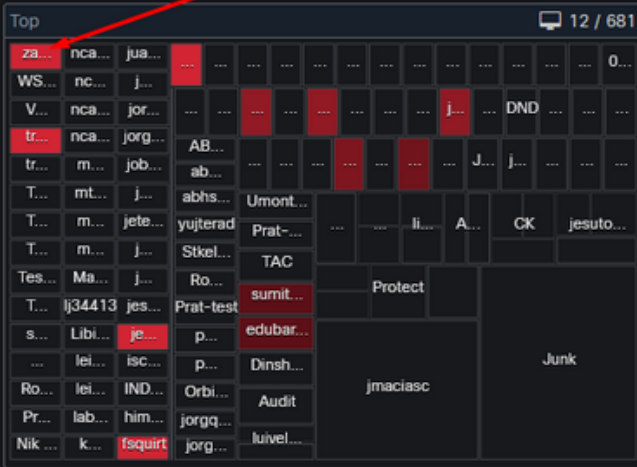 Top
12 / 681
za... nca... jua... ... ... ... ... ... ... ... ... ... ... ... ... ... 0...
WS... nc... j...
V... nca... jor... ... ... ... ... ... ... ... ... j... ... DND ... ... ...
tr... nca... jorg... AB...
tr... m... job... ab... ... ... ... ... ... ... ... J... j... ... ... ...
T... mt... j... abhs... Umont...
T... m... jete... yujterad Prat-... ... ... li... A... CK jesuto...
T... m... j... Stkel... TAC
Tes... Ma... j... Ro... sumit... Protect
T... lj34413 jes... Prat-test
s... Libi... je... p... edubar...
... lei... isc... p... Dinsh... Junk
Ro... lei... IND... Orbi... Audit jmaciasc
Pr... lab... him... jorgq...
Nik ... k... fsquirt jorg... luivel...